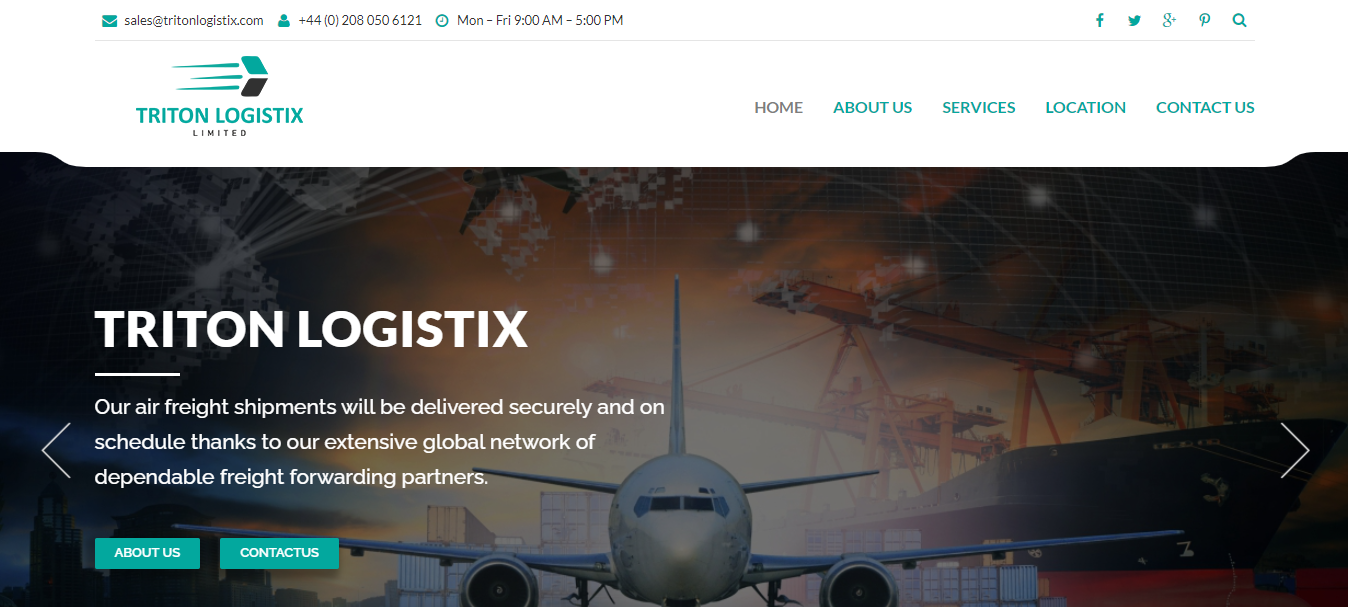 sales@tritonlogistix.com +44 (0) 208 050 6121 Mon – Fri 9:00 AM – 5:00 PM
TRITON LOGISTIX
LIMITED
HOME ABOUT US SERVICES LOCATION CONTACT US
TRITON LOGISTIX
Our air freight shipments will be delivered securely and on
schedule thanks to our extensive global network of
dependable freight forwarding partners.
ABOUT US CONTACTUS